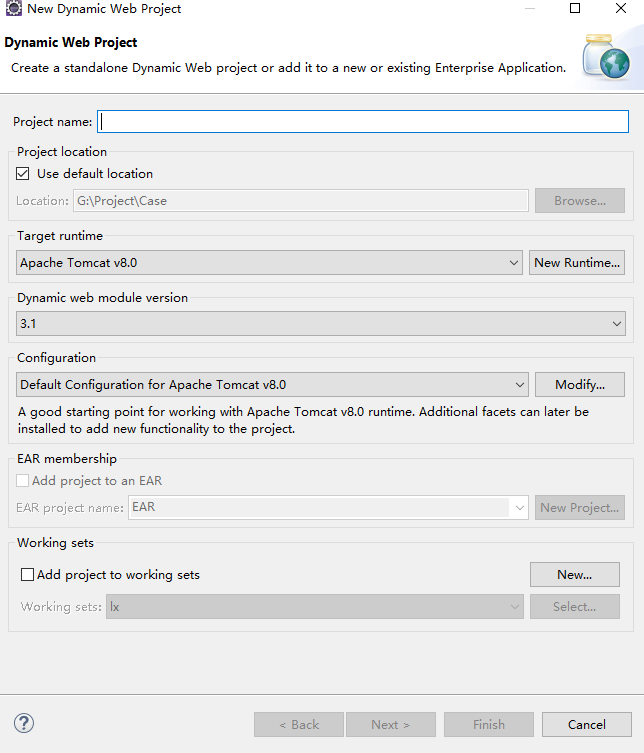 New Dynamic Web Project
Dynamic Web Project
Create a standalone Dynamic Web project or add it to a new or existing Enterprise Application.
Project name:
Project location
Use default location
Location: G:\Project\Case Browse...
Target runtime
Apache Tomcat v8.0 New Runtime...
Dynamic web module version
3.1
Configuration
Default Configuration for Apache Tomcat v8.0 Modify...
A good starting point for working with Apache Tomcat v8.0 runtime. Additional facets can later be
installed to add new functionality to the project.
EAR membership
Add project to an EAR
EAR project name: EAR New Project...
Working sets
Add project to working sets New...
Working sets: lx Select...
? < Back Next > Finish Cancel